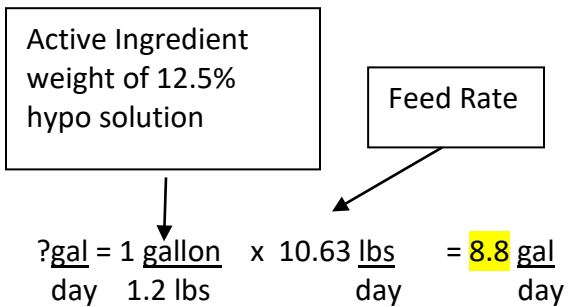 Active Ingredient
weight of 12.5%
hypo solution
Feed Rate
?gal = 1 gallon x 10.63 lbs = 8.8 gal
day 1.2 lbs day day